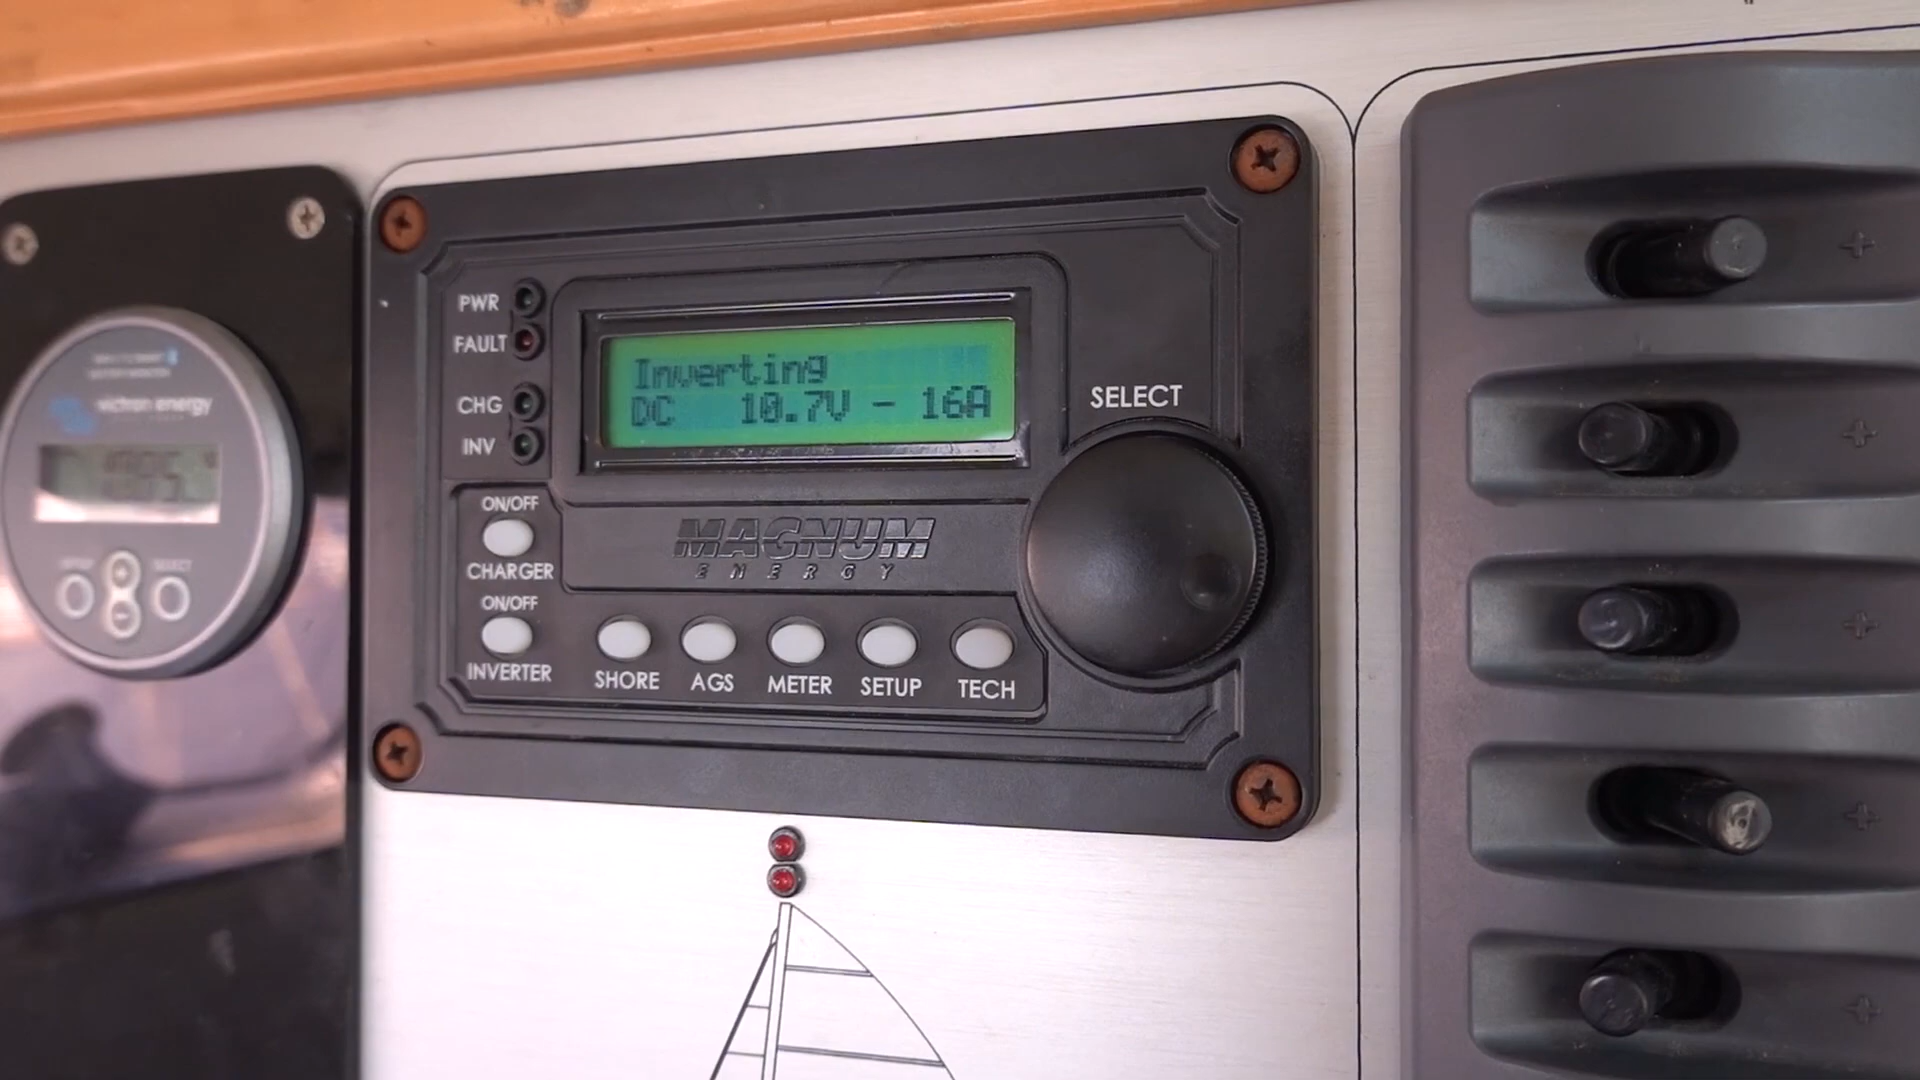 victron energy
SELECT
PWR
FAULT
CHG
INV
Inverting
DC 10.7V - 16A
SELECT
ON/OFF
CHARGER
ON/OFF
INVERTER
MAGNUM
ENERGY
SHORE
AGS
METER
SETUP
TECH